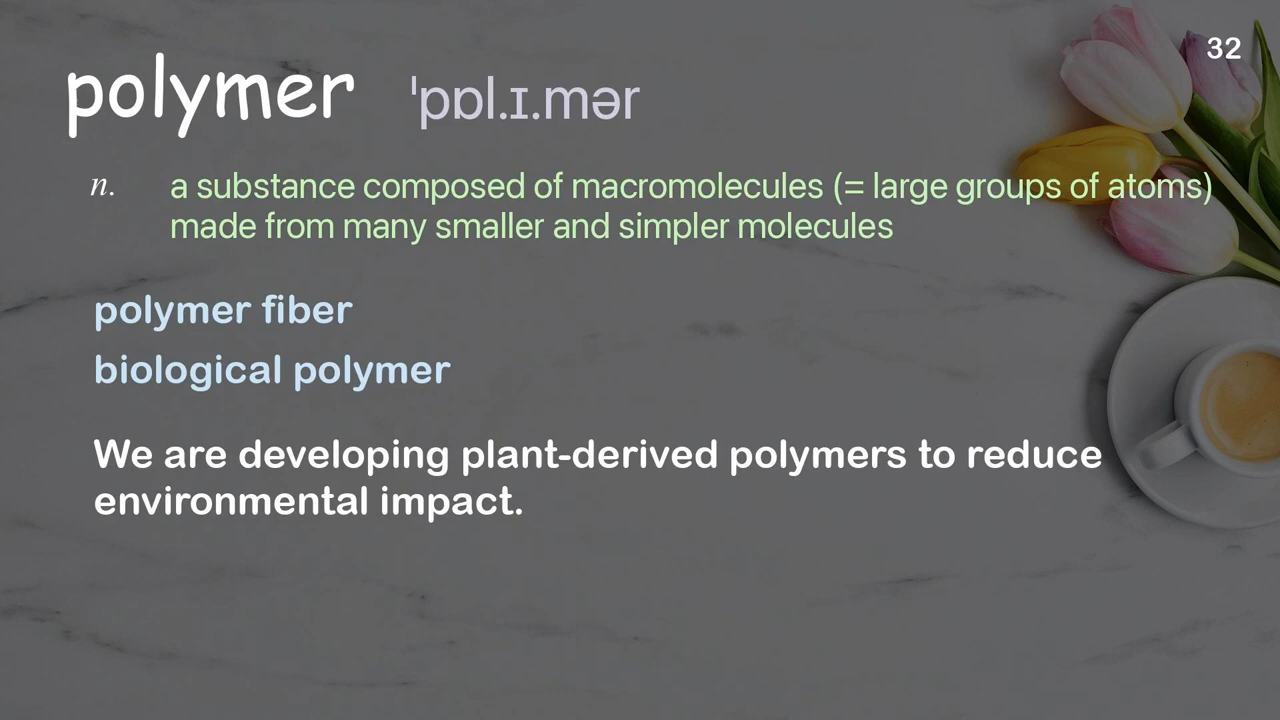 32
polymer ˈpɒl.ɪ.mər
n. a substance composed of macromolecules (= large groups of atoms)
made from many smaller and simpler molecules
polymer fiber
biological polymer
We are developing plant-derived polymers to reduce
environmental impact.